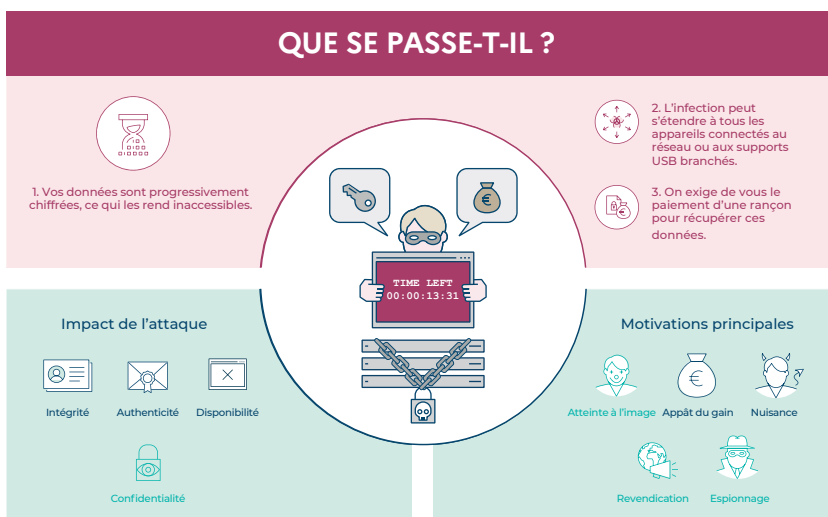 QUE SE PASSE-T-IL ?
1. Vos données sont progressivement
chiffrées, ce qui les rend inaccessibles.
2. L'infection peut
s'étendre à tous les
appareils connectés au
réseau ou aux supports
USB branchés.
3. On exige de vous le
paiement d'une rançon
pour récupérer ces
données.
TIME LEFT
00:00:13:31
Impact de l'attaque
Intégrité
Authenticité
Disponibilité
Confidentialité
Motivations principales
Atteinte à l'image
Appât du gain
Nuisance
Revendication
Espionnage